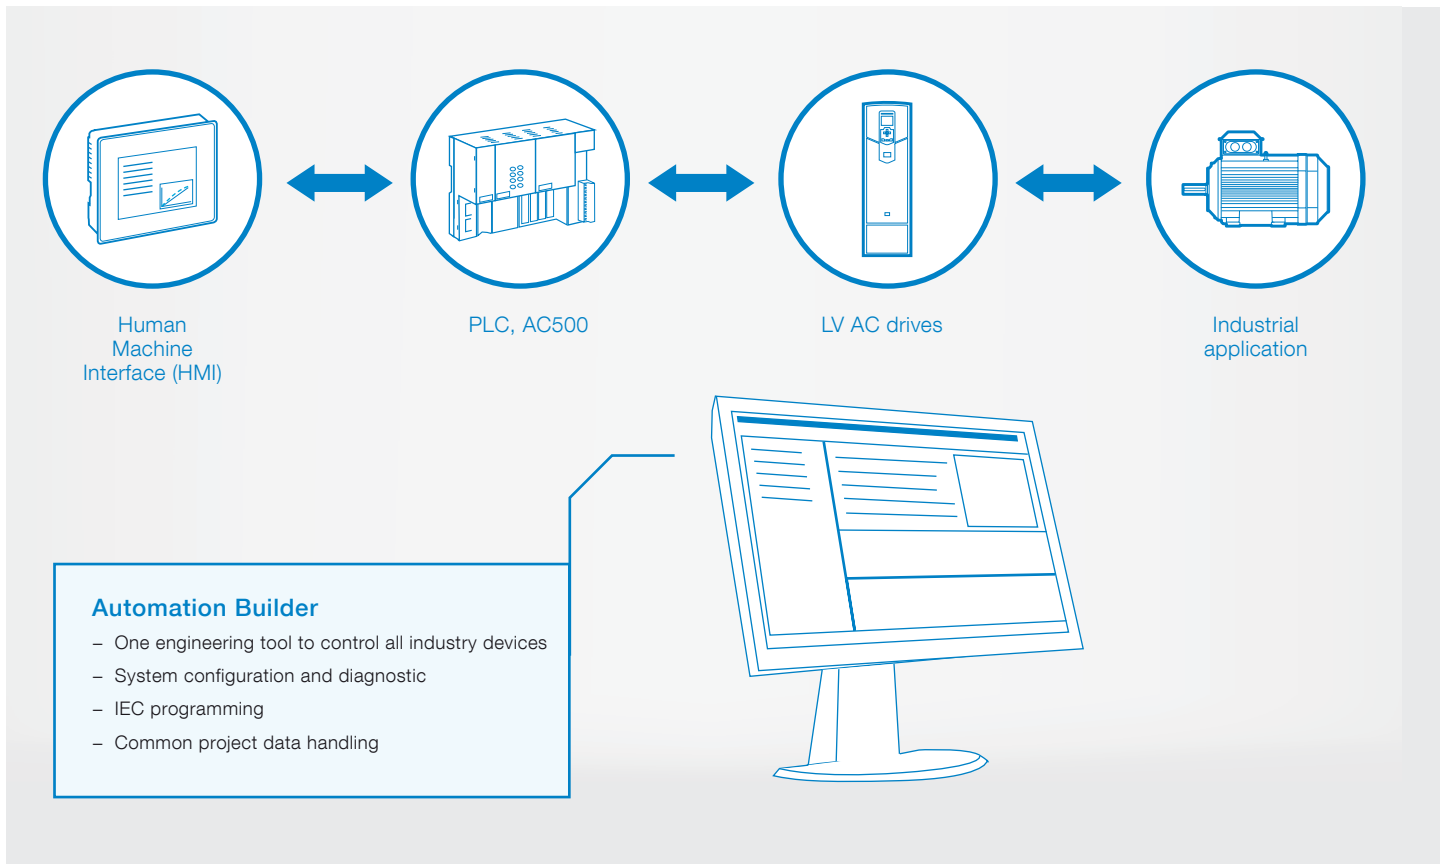 Human
Machine
Interface (HMI)
PLC, AC500
LV AC drives
Industrial
application
Automation Builder
– One engineering tool to control all industry devices
– System configuration and diagnostic
– IEC programming
– Common project data handling